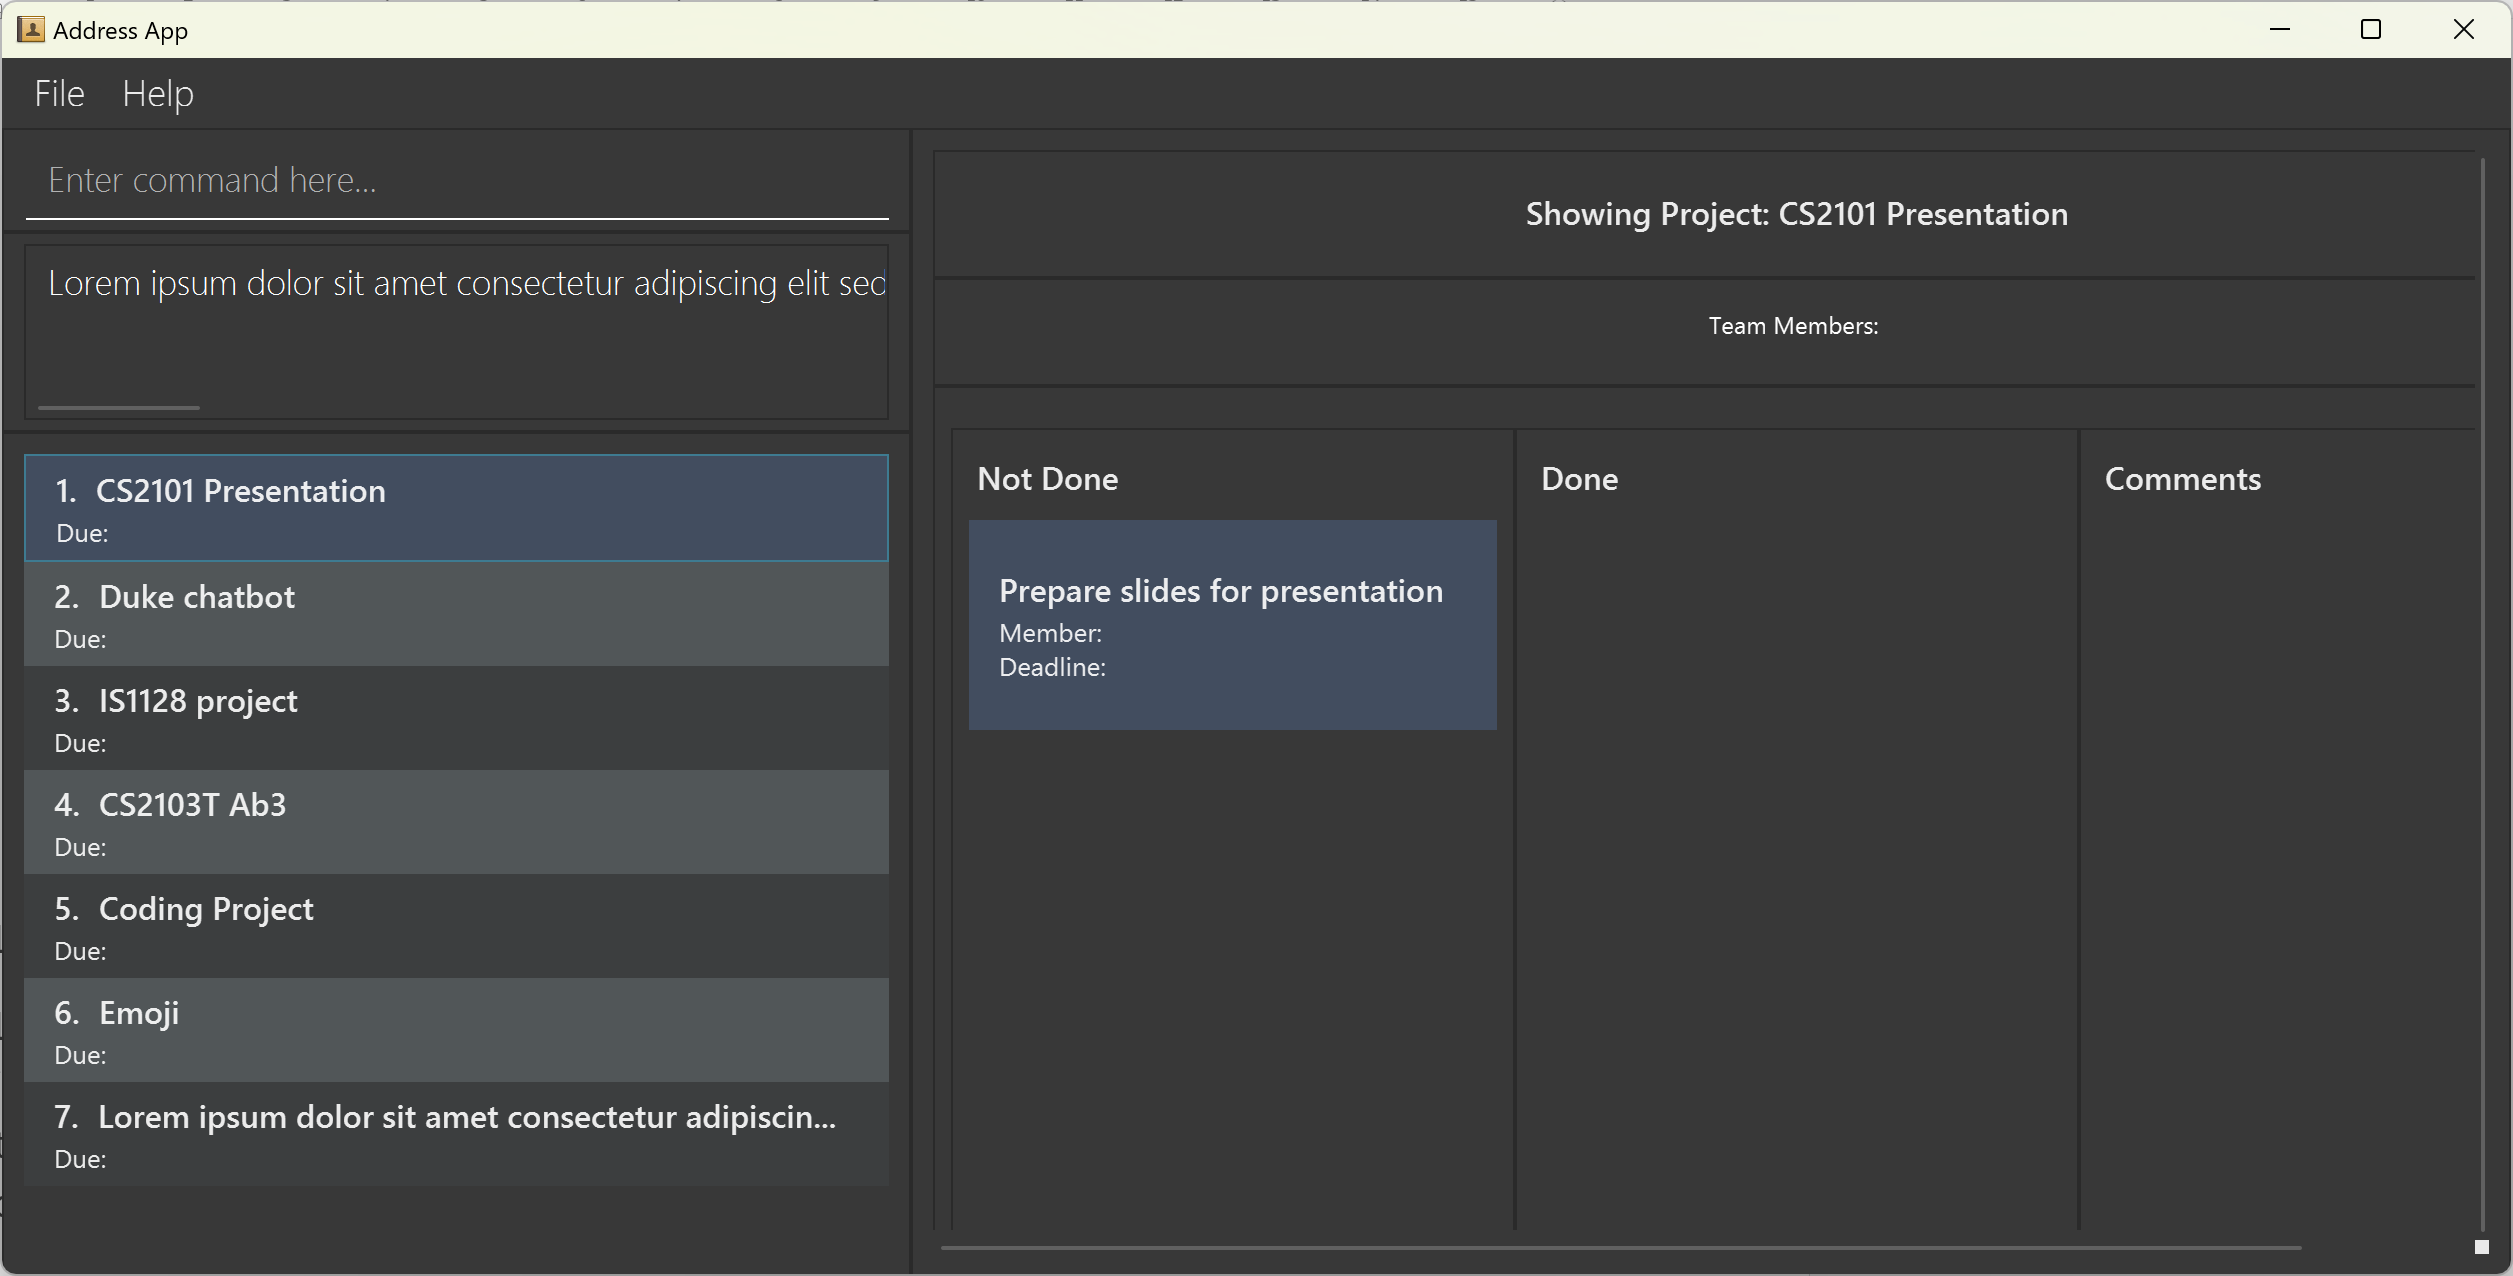 Address App
File Help
Enter command here...
Lorem ipsum dolor sit amet consectetur adipiscing elit sed
1. CS2101 Presentation
Due:
2. Duke chatbot
Due:
3. IS1128 project
Due:
4. CS2103T Ab3
Due:
5. Coding Project
Due:
6. Emoji
Due:
7. Lorem ipsum dolor sit amet consectetur adipiscin...
Due:
Showing Project: CS2101 Presentation
Team Members:
Not Done
Prepare slides for presentation
Member:
Deadline:
Done
Comments